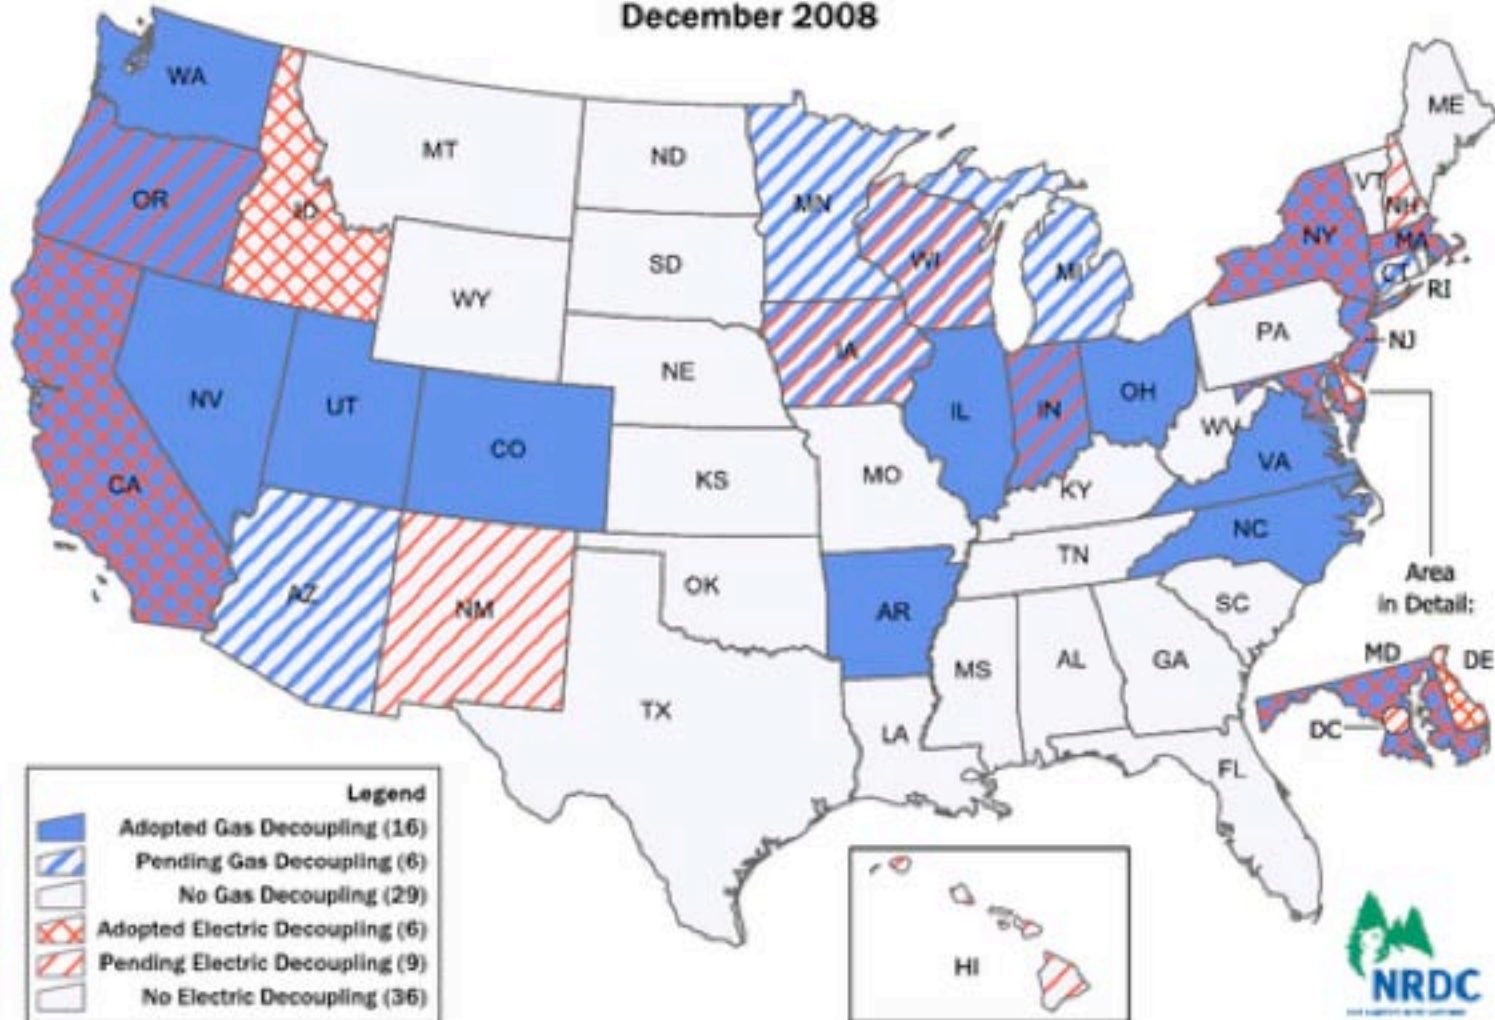 December 2008
WA
MT
ND
MN
ME
OR
ID
SD
WI
MI
VT
NH
NY
MA
CT
RI
WY
IA
PA
NJ
NE
NV
UT
CO
IL
IN
OH
WV
VA
CA
KS
MO
KY
NC
AZ
NM
OK
AR
TN
SC
MS
AL
GA
TX
LA
FL
Area
in Detail:
MD
DE
DC
HI
Legend
Adopted Gas Decoupling (16)
Pending Gas Decoupling (6)
No Gas Decoupling (29)
Adopted Electric Decoupling (6)
Pending Electric Decoupling (9)
No Electric Decoupling (36)
NRDC